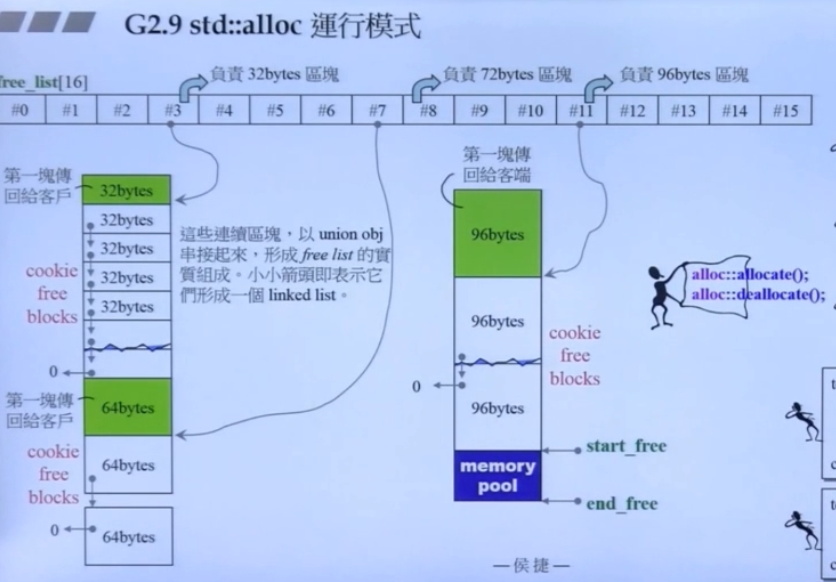 G2.9 std::alloc 運行模式
free_list[16]
負責 32bytes 區塊
負責 72bytes 區塊
負責 96bytes 區塊
#0 #1 #2 #3 #4 #5 #6 #7 #8 #9 #10 #11 #12 #13 #14 #15
第一塊傳
回給客戶
32bytes
32bytes
32bytes
32bytes
32bytes
cookie
free
blocks
0
這些連續區塊，以 union obj
串接起來，形成 free list 的實
質組成。小小箭頭即表示它
們形成一個 linked list。
第一塊傳
回給客戶
64bytes
cookie
free
blocks
64bytes
0
64bytes
第一塊傳
回給客端
96bytes
96bytes
cookie
free
blocks
0
96bytes
memory
pool
start_free
end_free
alloc::allocate();
alloc::deallocate();
—侯捷—